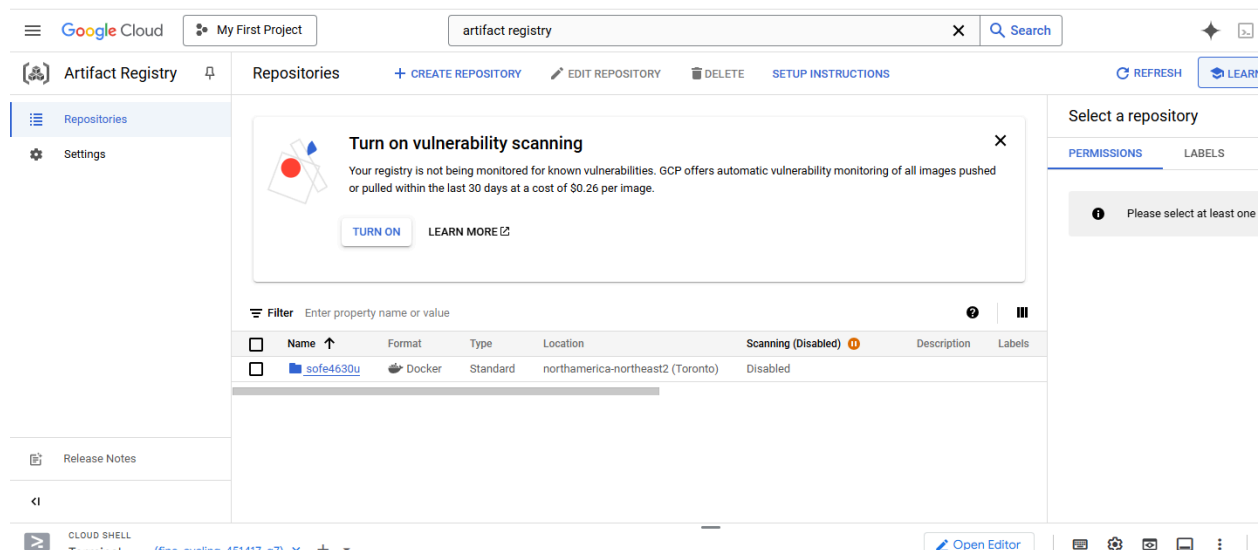 Google Cloud
My First Project
artifact registry
Search
Artifact Registry
Repositories
CREATE REPOSITORY
EDIT REPOSITORY
DELETE
SETUP INSTRUCTIONS
REFRESH
LEARN
Repositories
Settings
Turn on vulnerability scanning
Your registry is not being monitored for known vulnerabilities. GCP offers automatic vulnerability monitoring of all images pushed
or pulled within the last 30 days at a cost of $0.26 per image.
TURN ON
LEARN MORE
Select a repository
PERMISSIONS
LABELS
Please select at least one
Filter Enter property name or value
Name Format Type Location Scanning (Disabled) Description Labels
sofe4630u Docker Standard northamerica-northeast2 (Toronto) Disabled
Release Notes
CLOUD SHELL
Open Editor